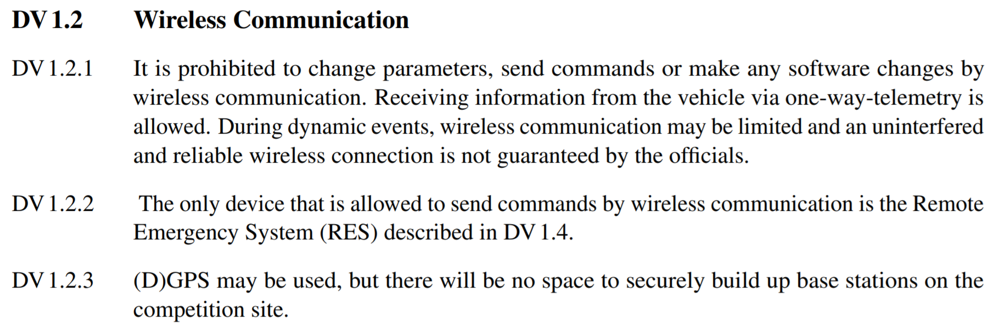 DV 1.2 Wireless Communication
DV 1.2.1 It is prohibited to change parameters, send commands or make any software changes by
wireless communication. Receiving information from the vehicle via one-way-telemetry is
allowed. During dynamic events, wireless communication may be limited and an uninterfered
and reliable wireless connection is not guaranteed by the officials.
DV 1.2.2 The only device that is allowed to send commands by wireless communication is the Remote
Emergency System (RES) described in DV 1.4.
DV 1.2.3 (D)GPS may be used, but there will be no space to securely build up base stations on the
competition site.